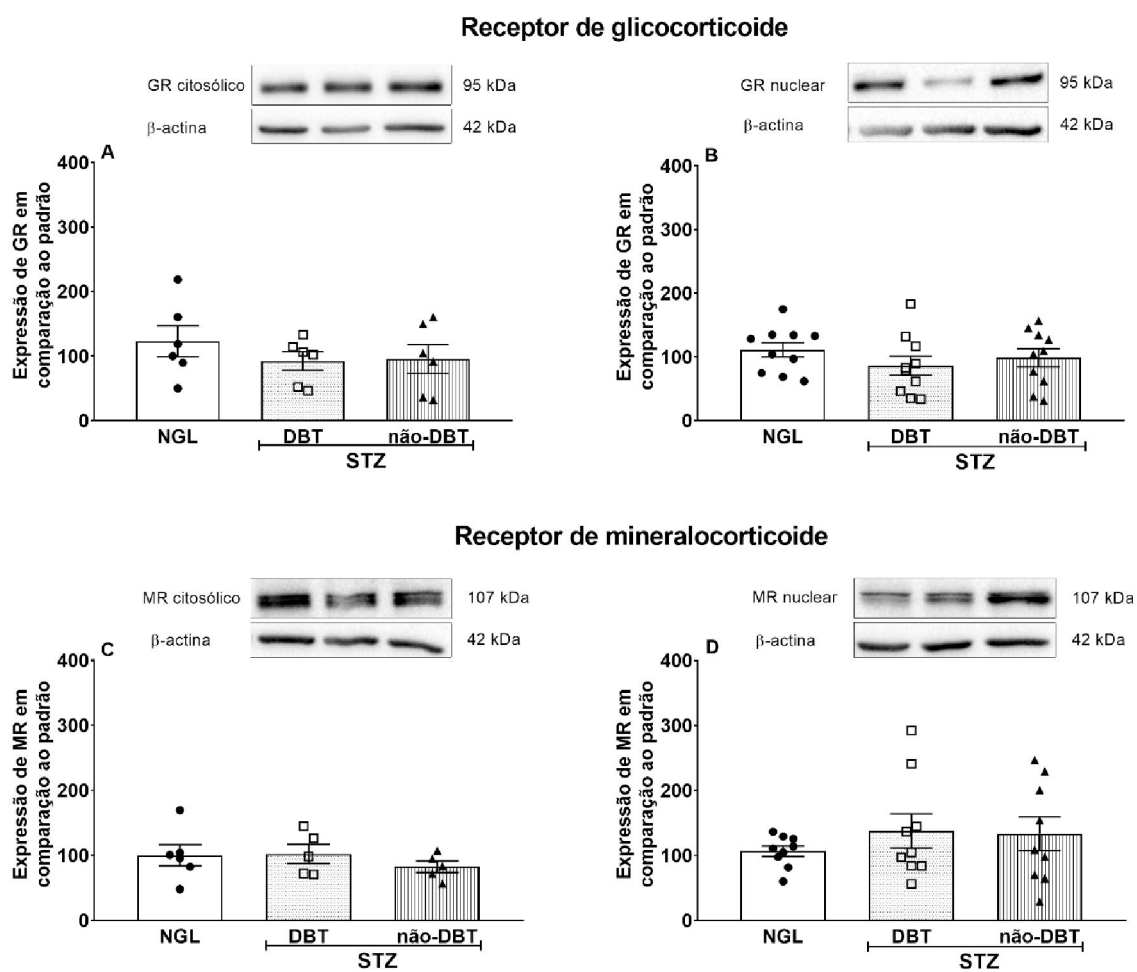 Receptor de glicocorticoide
GR citosólico
95 kDa
β-actina
42 kDa
A
Expressão de GR em
comparação ao padrão
400
300
200
100
0
NGL
DBT
não-DBT
STZ
GR nuclear
95 kDa
β-actina
42 kDa
B
Expressão de GR em
comparação ao padrão
400
300
200
100
0
NGL
DBT
não-DBT
STZ
Receptor de mineralocorticoide
MR citosólico
107 kDa
β-actina
42 kDa
C
Expressão de MR em
comparação ao padrão
400
300
200
100
0
NGL
DBT
não-DBT
STZ
MR nuclear
107 kDa
β-actina
42 kDa
D
Expressão de MR em
comparação ao padrão
400
300
200
100
0
NGL
DBT
não-DBT
STZ